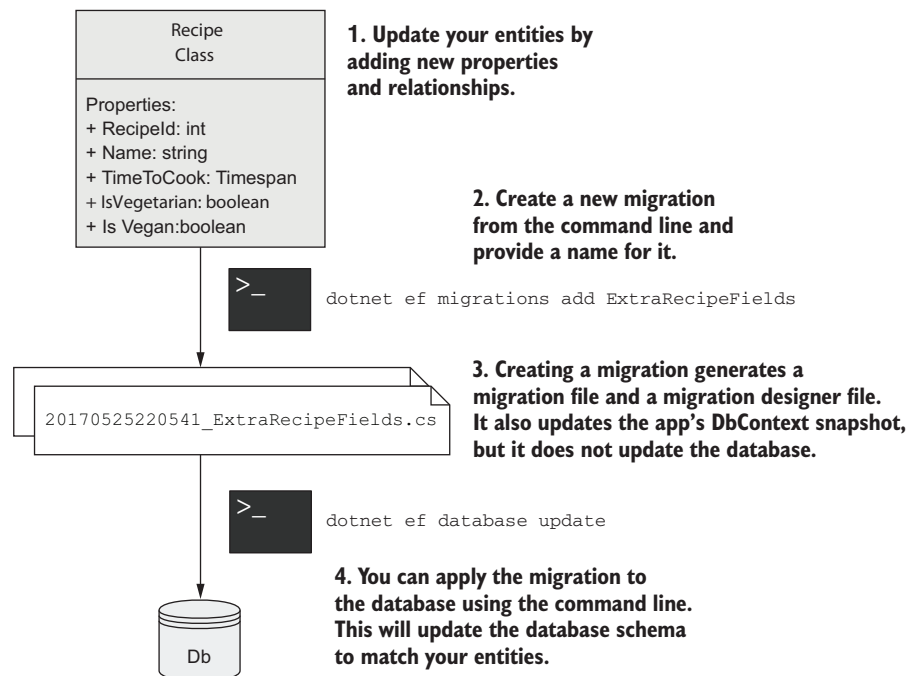 Recipe
Class
1. Update your entities by
adding new properties
and relationships.
Properties:
+ RecipeId: int
+ Name: string
+ TimeToCook: Timespan
+ IsVegetarian: boolean
+ Is Vegan:boolean
2. Create a new migration
from the command line and
provide a name for it.
>_
dotnet ef migrations add ExtraRecipeFields
3. Creating a migration generates a
migration file and a migration designer file.
It also updates the app's DbContext snapshot,
but it does not update the database.
20170525220541_ExtraRecipeFields.cs
>_
dotnet ef database update
4. You can apply the migration to
the database using the command line.
This will update the database schema
to match your entities.
Db